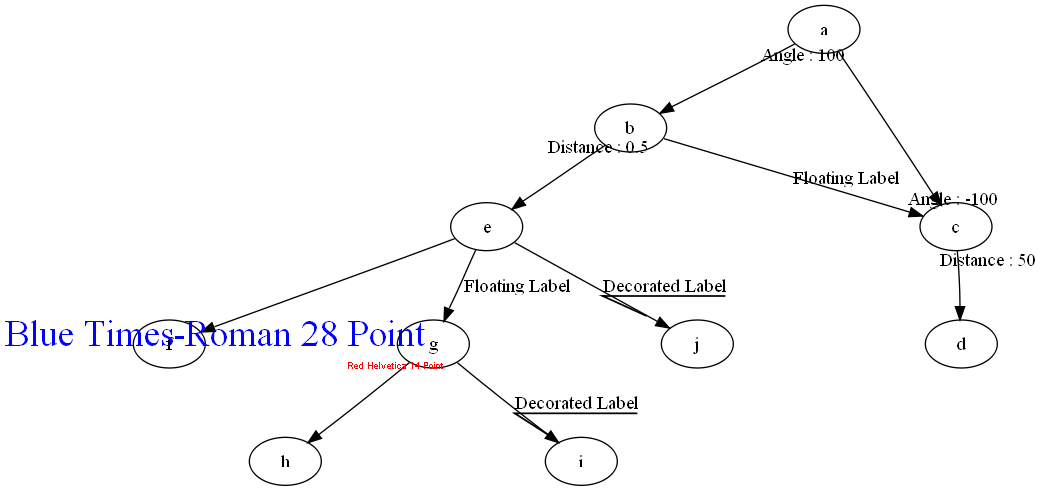 a
Angle : 100
b
Distance : 0.5
Floating Label
Angle : -100
e
c
Distance : 50
Floating Label
Decorated Label
Blue Times-Roman 28 Point
g
j
d
Red Helvetica 14 Point
Decorated Label
h
i